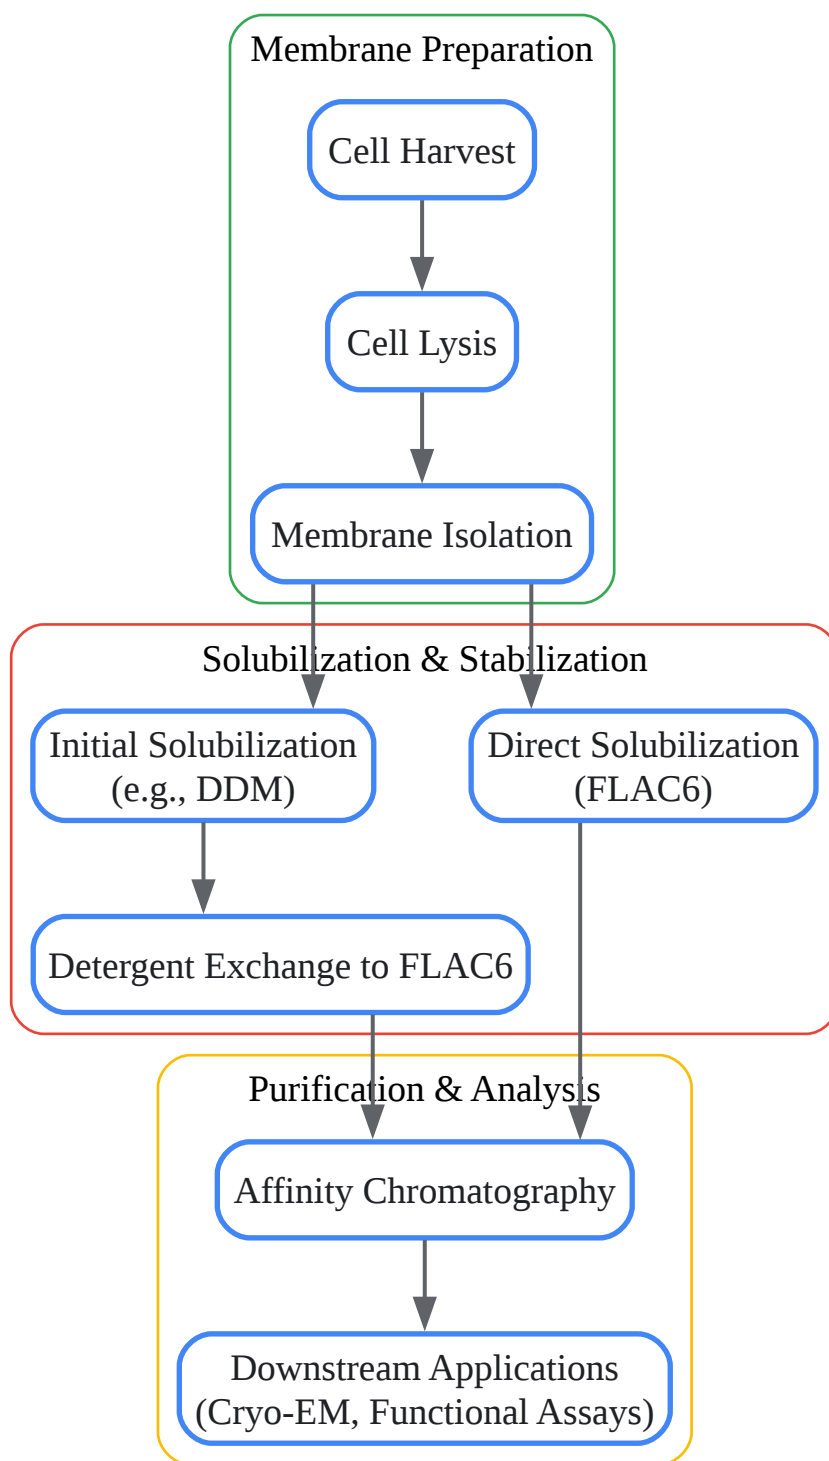 Membrane Preparation
Cell Harvest
Cell Lysis
Membrane Isolation
Solubilization & Stabilization
Initial Solubilization
(e.g., DDM)
Direct Solubilization
(FLAC6)
Detergent Exchange to FLAC6
Purification & Analysis
Affinity Chromatography
Downstream Applications
(Cryo-EM, Functional Assays)